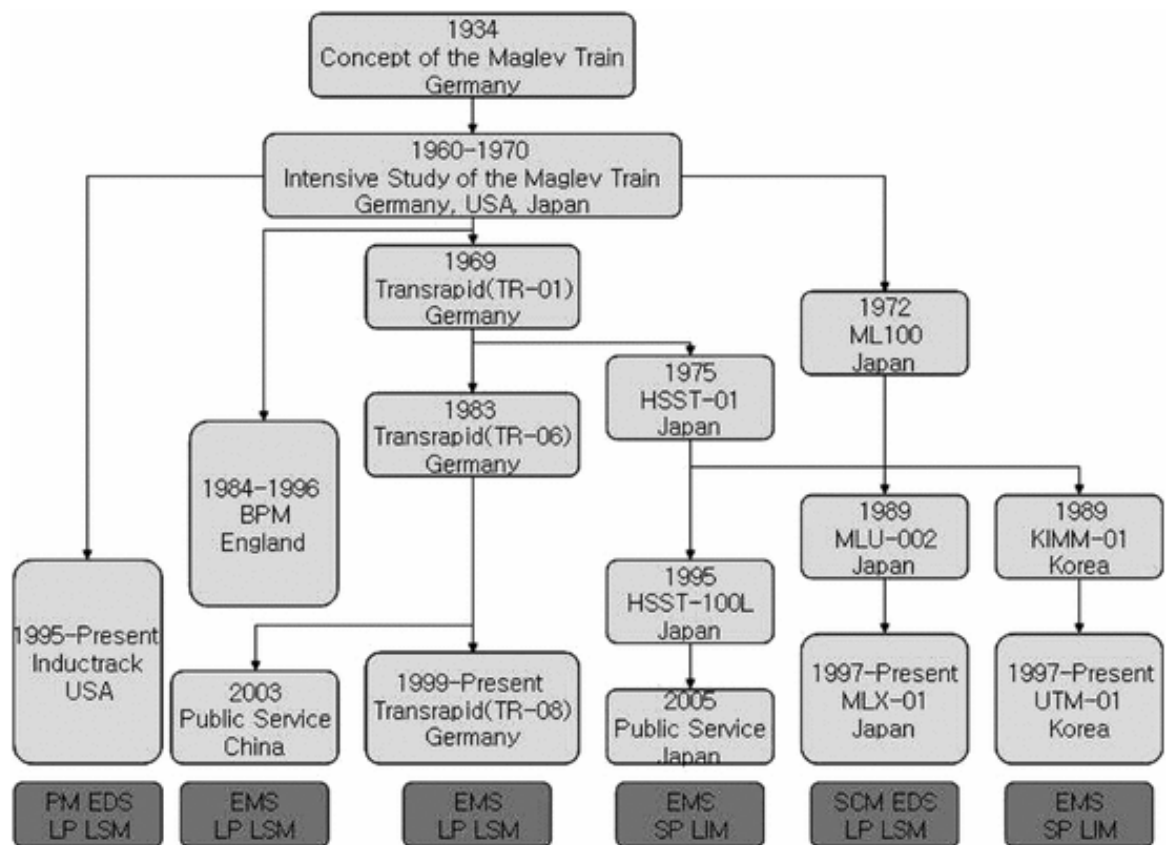 1934
Concept of the Maglev Train
Germany
1960-1970
Intensive Study of the Maglev Train
Germany, USA, Japan
1969
Transrapid(TR-01)
Germany
1972
ML100
Japan
1975
HSST-01
Japan
1983
Transrapid(TR-06)
Germany
1984-1996
BPM
England
1989
MLU-002
Japan
1989
KIMM-01
Korea
1995
HSST-100L
Japan
1995-Present
Inductrack
USA
2003
Public Service
China
1999-Present
Transrapid(TR-08)
Germany
2005
Public Service
Japan
1997-Present
MLX-01
Japan
1997-Present
UTM-01
Korea
PM EDS
LP LSM
EMS
LP LSM
EMS
LP LSM
EMS
SP LIM
SCM EDS
LP LSM
EMS
SP LIM